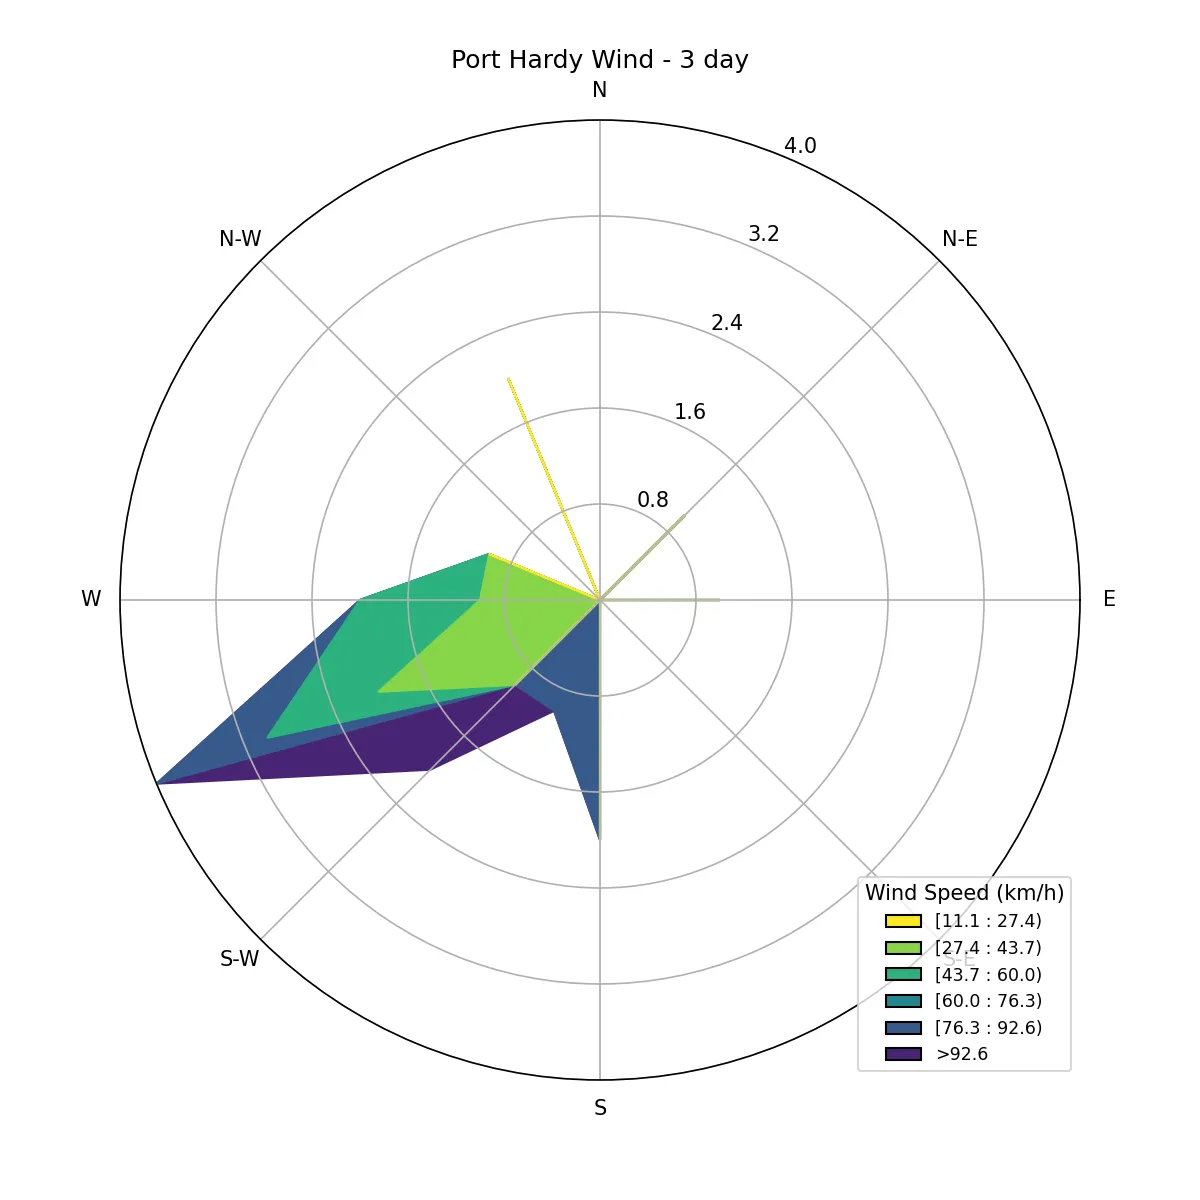 Port Hardy Wind - 3 day
N
4.0
N-W
3.2
N-E
2.4
1.6
0.8
W
E
Wind Speed (km/h)
[11.1 : 27.4)
[27.4 : 43.7)
S-W
S-E
[43.7 : 60.0)
[60.0 : 76.3)
[76.3 : 92.6)
>92.6
S